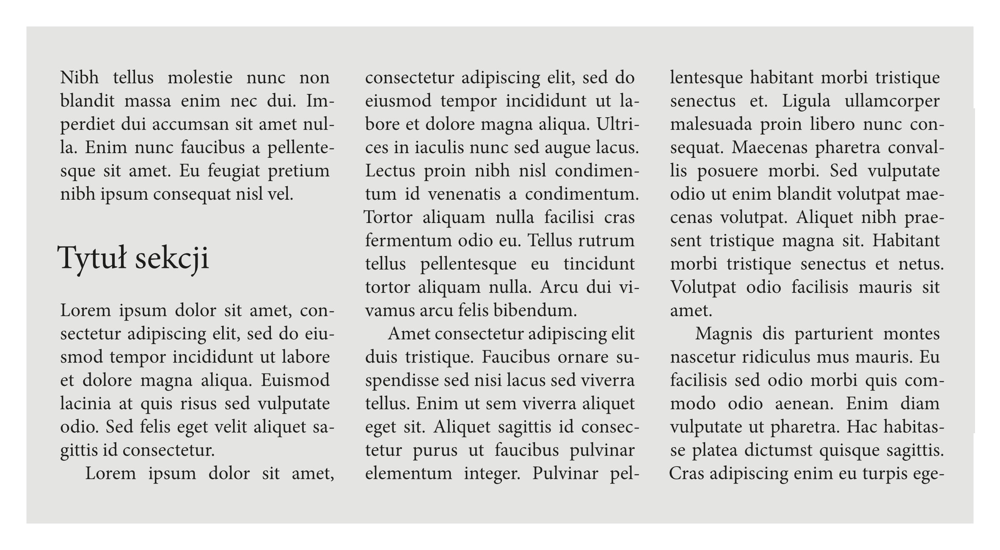 Nibh tellus molestie nunc non
blandit massa enim nec dui. Im-
perdiet dui accumsan sit amet nul-
la. Enim nunc faucibus a pellente-
sque sit amet. Eu feugiat pretium
nibh ipsum consequat nisl vel.
Tytuł sekcji
Lorem ipsum dolor sit amet, con-
sectetur adipiscing elit, sed do eiu-
smod tempor incididunt ut labore
et dolore magna aliqua. Euismod
lacinia at quis risus sed vulputate
odio. Sed felis eget velit aliquet sa-
gittis id consectetur.
Lorem ipsum dolor sit amet,
consectetur adipiscing elit, sed do
eiusmod tempor incididunt ut la-
bore et dolore magna aliqua. Ultri-
ces in iaculis nunc sed augue lacus.
Lectus proin nibh nisl condimen-
tum id venenatis a condimentum.
Tortor aliquam nulla facilisi cras
fermentum odio eu. Tellus rutrum
tellus pellentesque eu tincidunt
tortor aliquam nulla. Arcu dui vi-
vamus arcu felis bibendum.
Amet consectetur adipiscing elit
duis tristique. Faucibus ornare su-
spendisse sed nisi lacus sed viverra
tellus. Enim ut sem viverra aliquet
eget sit. Aliquet sagittis id consec-
tetur purus ut faucibus pulvinar
elementum integer. Pulvinar pel-
lentesque habitant morbi tristique
senectus et. Ligula ullamcorper
malesuada proin libero nunc con-
sequat. Maecenas pharetra conval-
lis posuere morbi. Sed vulputate
odio ut enim blandit volutpat mae-
cenas volutpat. Aliquet nibh prae-
sent tristique magna sit. Habitant
morbi tristique senectus et netus.
Volutpat odio facilisis mauris sit
amet.
Magnis dis parturient montes
nascetur ridiculus mus mauris. Eu
facilisis sed odio morbi quis com-
modo odio aenean. Enim diam
vulputate ut pharetra. Hac habitas-
se platea dictumst quisque sagittis.
Cras adipiscing enim eu turpis ege-